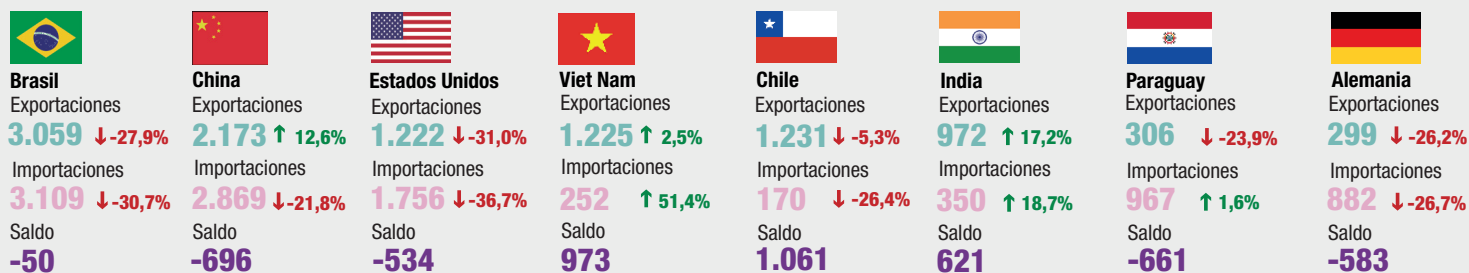 Brasil
Exportaciones
3.059 ↓-27,9%
Importaciones
3.109 ↓-30,7%
Saldo
-50
China
Exportaciones
2.173 ↑ 12,6%
Importaciones
2.869 ↓-21,8%
Saldo
-696
Estados Unidos
Exportaciones
1.222 ↓-31,0%
Importaciones
1.756 ↓-36,7%
Saldo
-534
Viet Nam
Exportaciones
1.225 ↑ 2,5%
Importaciones
252 ↑ 51,4%
Saldo
973
Chile
Exportaciones
1.231 ↓-5,3%
Importaciones
170 ↓ -26,4%
Saldo
1.061
India
Exportaciones
972 ↑ 17,2%
Importaciones
350 ↑ 18,7%
Saldo
621
Paraguay
Exportaciones
306 ↓ -23,9%
Importaciones
967 ↑ 1,6%
Saldo
-661
Alemania
Exportaciones
299 ↓ -26,2%
Importaciones
882 ↓-26,7%
Saldo
-583